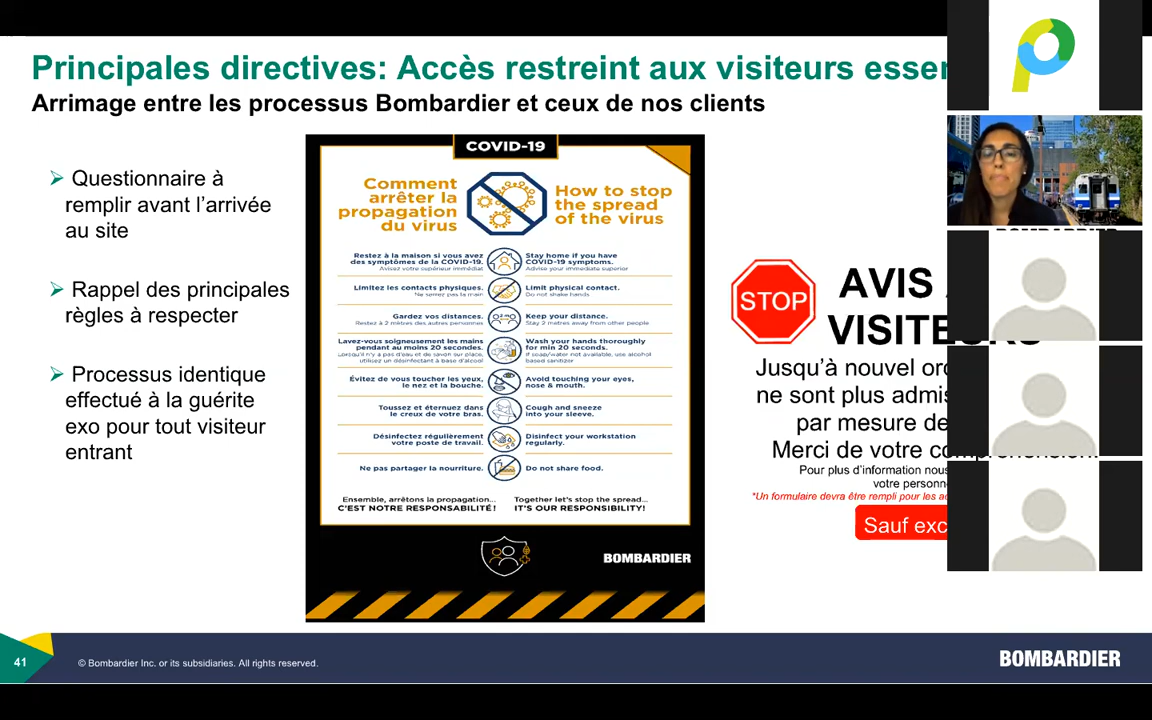 Principales directives: Accès restreint aux visiteurs
Arrimage entre les processus Bombardier et ceux de nos clients
➢ Questionnaire à
remplir avant l'arrivée
au site
➢ Rappel des principales
règles à respecter
➢ Processus identique
effectué à la guérite
exo pour tout visiteur
entrant
COVID-19
Comment
arrêter la
propagation
du virus
How to stop
the spread
of the virus
Restez à la maison si vous avez
des symptômes de la COVID-19.
Avisez votre supérieur immédiat
Stay home if you have
COVID-19 symptoms.
Advise your immediate superior
Limitez les contacts physiques.
Ne serrez pas la main
Limit physical contact.
Do not shake hands
Gardez vos distances.
Restez à 2 mètres des autres personnes
Keep your distance.
Stay 2 metres away from other people
Lavez-vous soigneusement les mains
pendant au moins 20 secondes.
Lorsqu'il n'y a pas d'eau et de savon sur place,
utilisez un désinfectant à base d'alcool
Wash your hands thoroughly
for min 20 seconds.
If soap/water not available, use alcohol
based sanitizer
Évitez de vous toucher les yeux,
le nez et la bouche.
Avoid touching your eyes,
nose & mouth.
Toussez et éternuez dans
le creux de votre bras.
Cough and sneeze
into your sleeve.
Désinfectez régulièrement
votre poste de travail.
Disinfect your workstation
regularly.
Ne pas partager la nourriture.
Do not share food.
Ensemble, arrêtons la propagation...
C'EST NOTRE RESPONSABILITÉ !
Together let's stop the spread...
IT'S OUR RESPONSIBILITY!
BOMBARDIER
STOP
AVIS
Jusqu'à nouvel
ne sont plus
par mesure de
Merci de votre
Pour plus d'information
votre
*Un formulaire devra être rempli pour les
Sauf
41
© Bombardier Inc. or its subsidiaries. All rights reserved.
BOMBARDIER